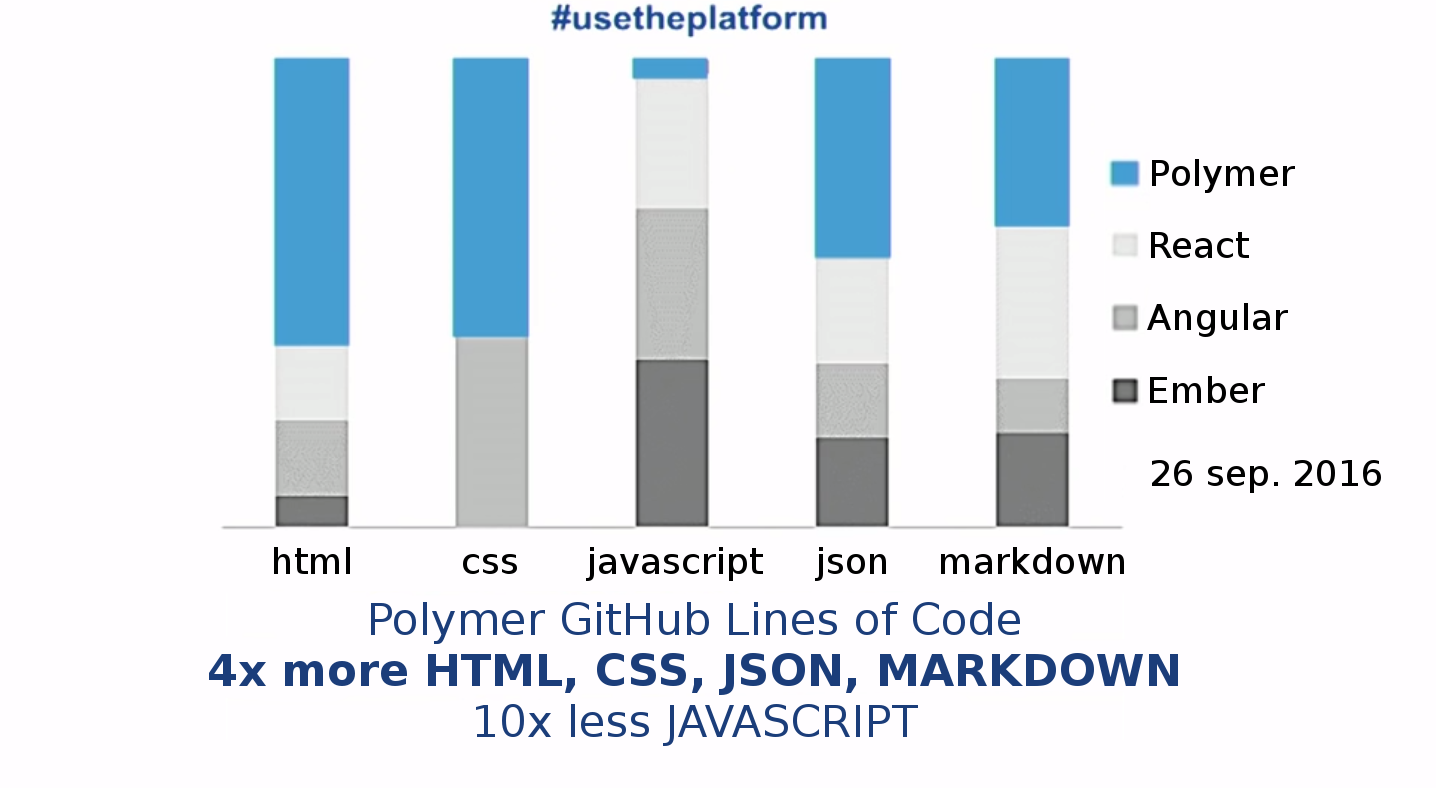 #usetheplatform
Polymer
React
Angular
Ember
26 sep. 2016
html css javascript json markdown
Polymer GitHub Lines of Code
4x more HTML, CSS, JSON, MARKDOWN
10x less JAVASCRIPT